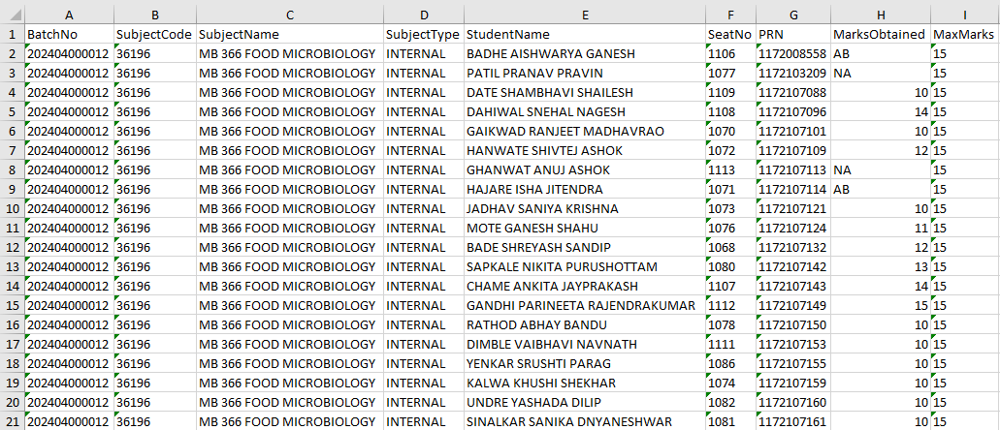 A B C D E F G H I
1 BatchNo SubjectCode SubjectName SubjectType StudentName SeatNo PRN MarksObtained MaxMarks
2 202404000012 36196 MB 366 FOOD MICROBIOLOGY INTERNAL BADHE AISHWARYA GANESH 1106 1172008558 AB 15
3 202404000012 36196 MB 366 FOOD MICROBIOLOGY INTERNAL PATIL PRANAV PRAVIN 1077 1172103209 NA 15
4 202404000012 36196 MB 366 FOOD MICROBIOLOGY INTERNAL DATE SHAMBHAVI SHAILESH 1109 1172107088 10 15
5 202404000012 36196 MB 366 FOOD MICROBIOLOGY INTERNAL DAHIWAL SNEHAL NAGESH 1108 1172107096 14 15
6 202404000012 36196 MB 366 FOOD MICROBIOLOGY INTERNAL GAIKWAD RANJEET MADHAVRAO 1070 1172107101 10 15
7 202404000012 36196 MB 366 FOOD MICROBIOLOGY INTERNAL HANWATE SHIVTEJ ASHOK 1072 1172107109 12 15
8 202404000012 36196 MB 366 FOOD MICROBIOLOGY INTERNAL GHANWAT ANUJ ASHOK 1113 1172107113 NA 15
9 202404000012 36196 MB 366 FOOD MICROBIOLOGY INTERNAL HAJARE ISHA JITENDRA 1071 1172107114 AB 15
10 202404000012 36196 MB 366 FOOD MICROBIOLOGY INTERNAL JADHAV SANIYA KRISHNA 1073 1172107121 10 15
11 202404000012 36196 MB 366 FOOD MICROBIOLOGY INTERNAL MOTE GANESH SHAHU 1076 1172107124 11 15
12 202404000012 36196 MB 366 FOOD MICROBIOLOGY INTERNAL BADE SHREYASH SANDIP 1068 1172107132 12 15
13 202404000012 36196 MB 366 FOOD MICROBIOLOGY INTERNAL SAPKALE NIKITA PURUSHOTTAM 1080 1172107142 13 15
14 202404000012 36196 MB 366 FOOD MICROBIOLOGY INTERNAL CHAME ANKITA JAYPRAKASH 1107 1172107143 14 15
15 202404000012 36196 MB 366 FOOD MICROBIOLOGY INTERNAL GANDHI PARINEETA RAJENDRAKUMAR 1112 1172107149 15 15
16 202404000012 36196 MB 366 FOOD MICROBIOLOGY INTERNAL RATHOD ABHAY BANDU 1078 1172107150 10 15
17 202404000012 36196 MB 366 FOOD MICROBIOLOGY INTERNAL DIMBLE VAIBHAVI NAVNATH 1111 1172107153 10 15
18 202404000012 36196 MB 366 FOOD MICROBIOLOGY INTERNAL YENKAR SRUSHTI PARAG 1086 1172107155 10 15
19 202404000012 36196 MB 366 FOOD MICROBIOLOGY INTERNAL KALWA KHUSHI SHEKHAR 1074 1172107159 10 15
20 202404000012 36196 MB 366 FOOD MICROBIOLOGY INTERNAL UNDRE YASHADA DILIP 1082 1172107160 10 15
21 202404000012 36196 MB 366 FOOD MICROBIOLOGY INTERNAL SINALKAR SANIKA DNYANESHWAR 1081 1172107161 10 15